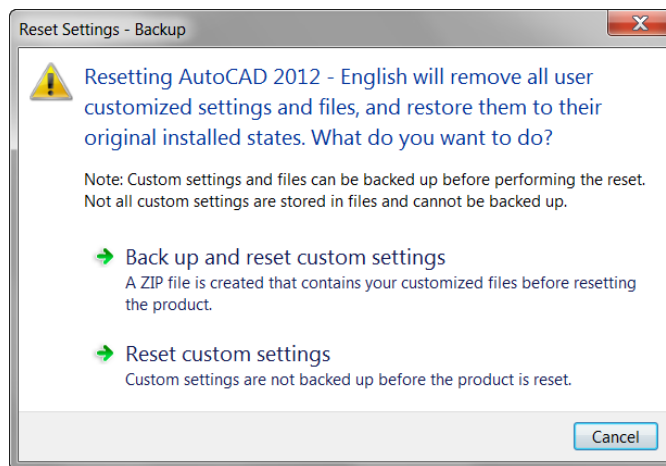 Reset Settings - Backup
Resetting AutoCAD 2012 - English will remove all user
customized settings and files, and restore them to their
original installed states. What do you want to do?
Note: Custom settings and files can be backed up before performing the reset.
Not all custom settings are stored in files and cannot be backed up.
Back up and reset custom settings
A ZIP file is created that contains your customized files before resetting
the product.
Reset custom settings
Custom settings are not backed up before the product is reset.
Cancel